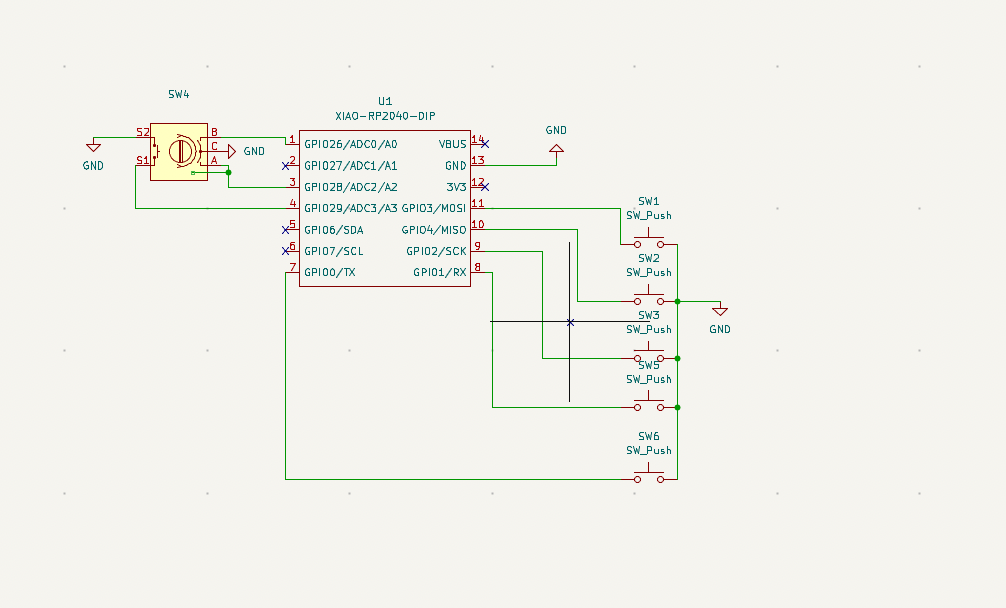 SW4
S2
S1
B
C
A
GND
GND
U1
XIAO-RP2040-DIP
1
GPIO26/ADC0/A0
2
GPIO27/ADC1/A1
3
GPIO28/ADC2/A2
4
GPIO29/ADC3/A3
5
GPIO6/SDA
6
GPIO7/SCL
7
GPIO0/TX
VBUS
14
GND
13
3V3
12
GPIO3/MOSI
11
GPIO4/MISO
10
GPIO2/SCK
9
GPIO1/RX
8
GND
SW1
SW_Push
SW2
SW_Push
SW3
SW_Push
SW5
SW_Push
SW6
SW_Push
GND